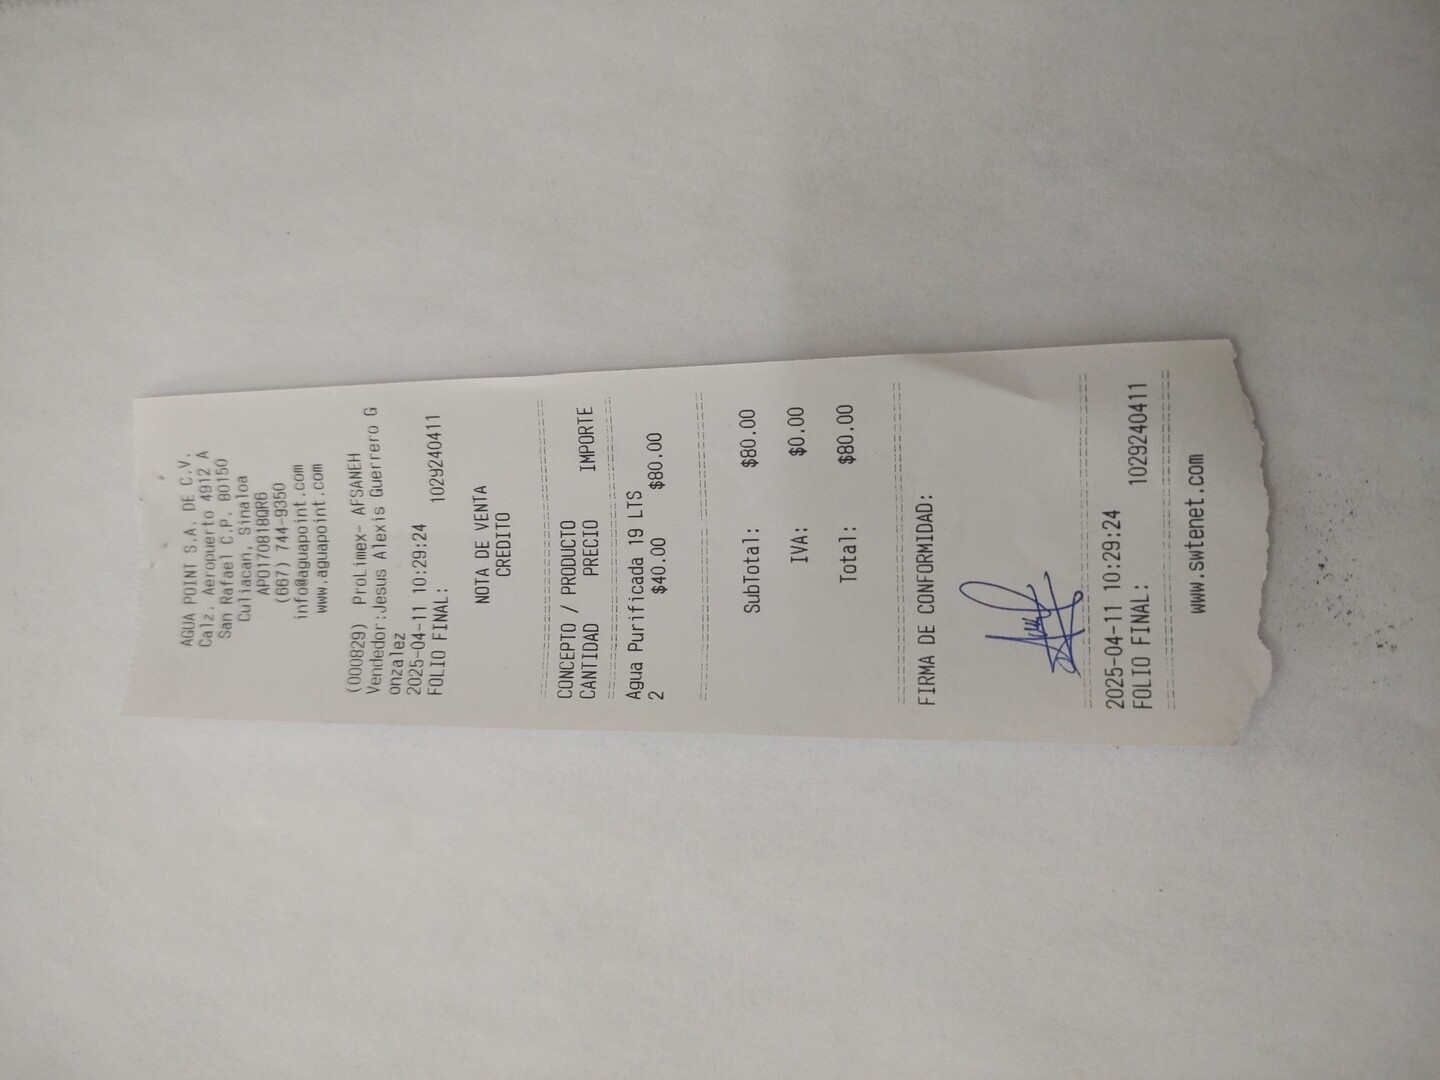 AGUA POINT S.A. DE C.V.
Calz. Aeropuerto 4912 A
San Rafael C.P. 80150
Culiacan, Sinaloa
APO170818QR6
(667) 744-9350
info@aguapoint.com
www.aguapoint.com
(000829) ProLimex- AFSANEH
Vendedor:Jesus Alexis Guerrero G
onzalez
2025-04-11 10:29:24
FOLIO FINAL: 1029240411
NOTA DE VENTA
CREDITO
CONCEPTO / PRODUCTO
CANTIDAD PRECIO IMPORTE
Agua Purificada 19 LTS
2 $40.00 $80.00
SubTotal: $80.00
IVA: $0.00
Total: $80.00
FIRMA DE CONFORMIDAD:
2025-04-11 10:29:24
FOLIO FINAL: 1029240411
www.swtenet.com